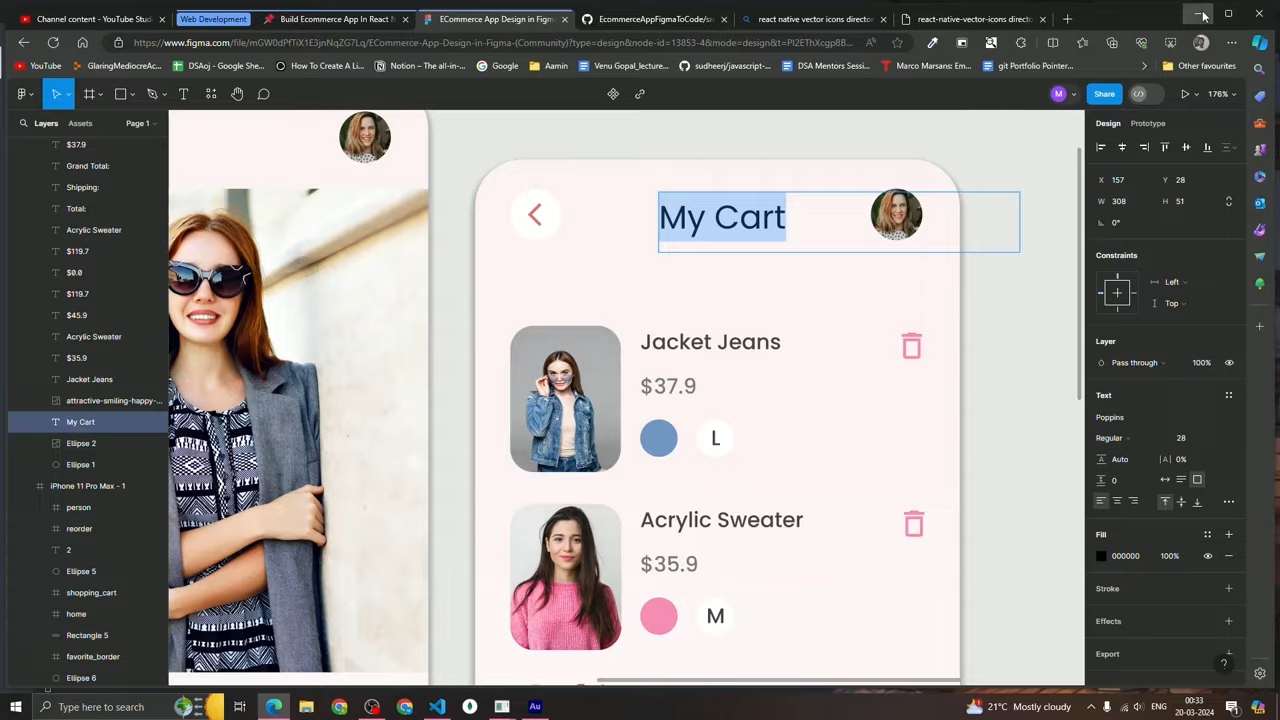 Channel content - YouTube Studi
Web Development
Build Ecommerce App In React N
ECommerce App Design in Figm
EcommerceAppFigmaToCode/s
react native vector icons director
react-native-vector-icons directo
https://www.figma.com/file/mGW0dPfTiX1E3jnNqZG7Lq/ECommerce-App-Design-in-Figma-(Community)?type=design&node-id=13853-4&mode=design&t=PI2EThXcgp8B...
YouTube
GlaringMediocreAc...
DSAoj - Google She...
How To Create A Li...
Notion – The all-in-...
Google
Aamin
Venu Gopal_lecture...
sudheerj/javascript-...
DSA Mentors Sessi...
Marco Marsans: Em...
git Portfolio Pointer...
Other favourites
M
Share
176%
Layers
Assets
Page 1
Design
Prototype
$37.9
Grand Total:
Shipping:
Total:
Acrylic Sweater
$119.7
$0.0
$119.7
$45.9
Acrylic Sweater
$35.9
Jacket Jeans
attractive-smiling-happy-...
My Cart
Ellipse 2
Ellipse 1
iPhone 11 Pro Max - 1
person
reorder
2
Ellipse 5
shopping_cart
home
Rectangle 5
favorite_border
Ellipse 6
My Cart
Jacket Jeans
$37.9
L
Acrylic Sweater
$35.9
M
X 157 Y 28
W 308 H 51
0°
Constraints
Left
Top
Layer
Pass through 100%
Text
Poppins
Regular 28
Auto 0%
0
Fill
000000 100%
Stroke
Effects
Export
?
Type here to search
Au
21°C Mostly cloudy
ENG
00:33
20-03-2024